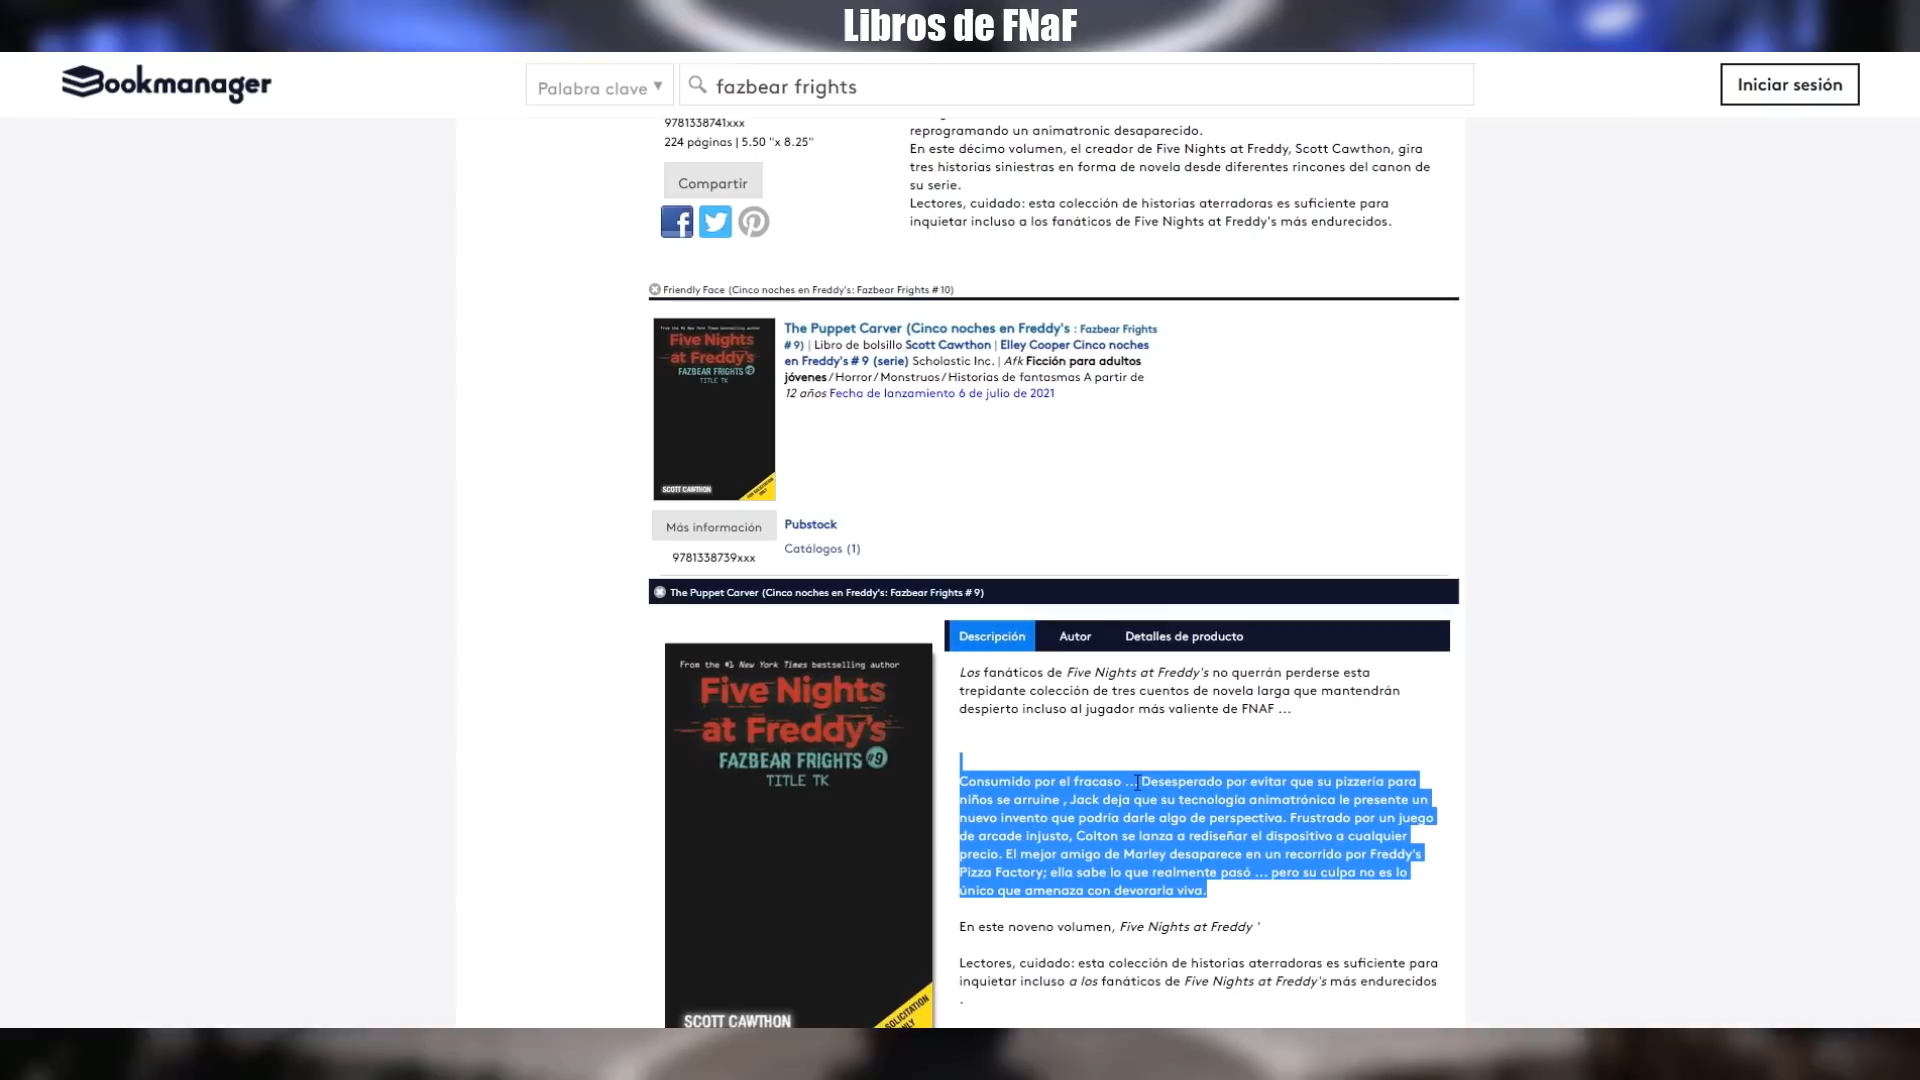 Libros de FNaF
Bookmanager
Palabra clave
fazbear frights
Iniciar sesión
9781338741xxx
224 páginas | 5.50 "x 8.25"
Compartir
reprogramando un animatronic desaparecido.
En este décimo volumen, el creador de Five Nights at Freddy, Scott Cawthon, gira
tres historias siniestras en forma de novela desde diferentes rincones del canon de
su serie.
Lectores, cuidado: esta colección de historias aterradoras es suficiente para
inquietar incluso a los fanáticos de Five Nights at Freddy's más endurecidos.
Friendly Face (Cinco noches en Freddy's: Fazbear Frights # 10)
From the #1 New York Times bestselling author
Five Nights
at Freddy's
FAZBEAR FRIGHTS #9
TITLE TK
SCOTT CAWTHON
FOR SOLICITATION
ONLY
The Puppet Carver (Cinco noches en Freddy's : Fazbear Frights
# 9) | Libro de bolsillo Scott Cawthon | Elley Cooper Cinco noches
en Freddy's # 9 (serie) Scholastic Inc. | Afk Ficción para adultos
jóvenes / Horror / Monstruos / Historias de fantasmas A partir de
12 años Fecha de lanzamiento 6 de julio de 2021
Más información
9781338739xxx
Pubstock
Catálogos (1)
The Puppet Carver (Cinco noches en Freddy's: Fazbear Frights # 9)
From the #1 New York Times bestselling author
Five Nights
at Freddy's
FAZBEAR FRIGHTS #9
TITLE TK
SCOTT CAWTHON
SOLICITATION
ONLY
Descripción
Autor
Detalles de producto
Los fanáticos de Five Nights at Freddy's no querrán perderse esta
trepidante colección de tres cuentos de novela larga que mantendrán
despierto incluso al jugador más valiente de FNAF ...
Consumido por el fracaso ... Desesperado por evitar que su pizzería para
niños se arruine , Jack deja que su tecnología animatrónica le presente un
nuevo invento que podría darle algo de perspectiva. Frustrado por un juego
de arcade injusto, Colton se lanza a rediseñar el dispositivo a cualquier
precio. El mejor amigo de Marley desaparece en un recorrido por Freddy's
Pizza Factory; ella sabe lo que realmente pasó ... pero su culpa no es lo
único que amenaza con devorarla viva.
En este noveno volumen, Five Nights at Freddy '
Lectores, cuidado: esta colección de historias aterradoras es suficiente para
inquietar incluso a los fanáticos de Five Nights at Freddy's más endurecidos
.